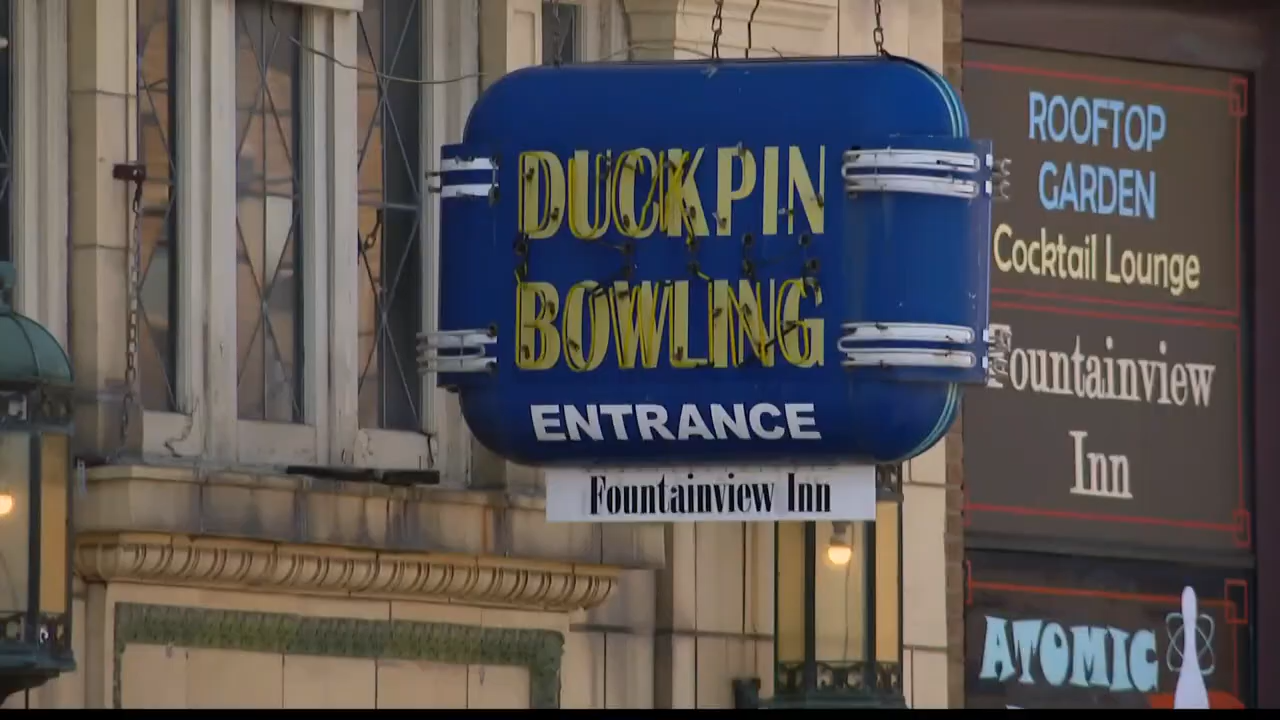 DUCKPIN
BOWLING
ENTRANCE
Fountainview Inn
ROOFTOP
GARDEN
Cocktail Lounge
Fountainview
Inn
ATOMIC